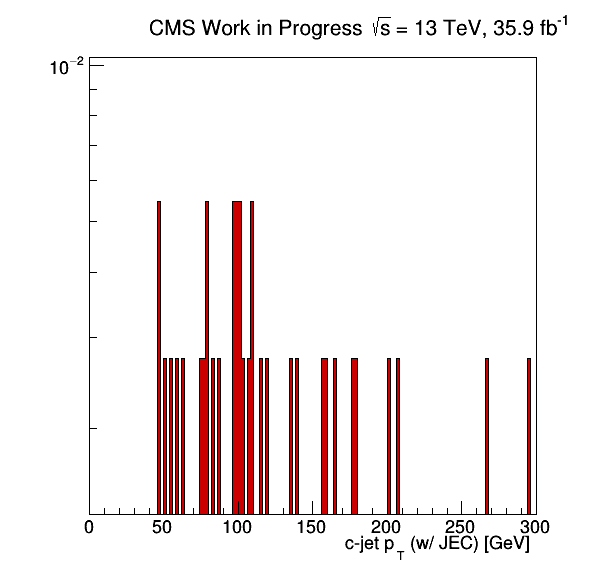 CMS Work in Progress √s = 13 TeV, 35.9 fb⁻¹
10⁻²
0 50 100 150 200 250 300
c-jet p_T (w/ JEC) [GeV]